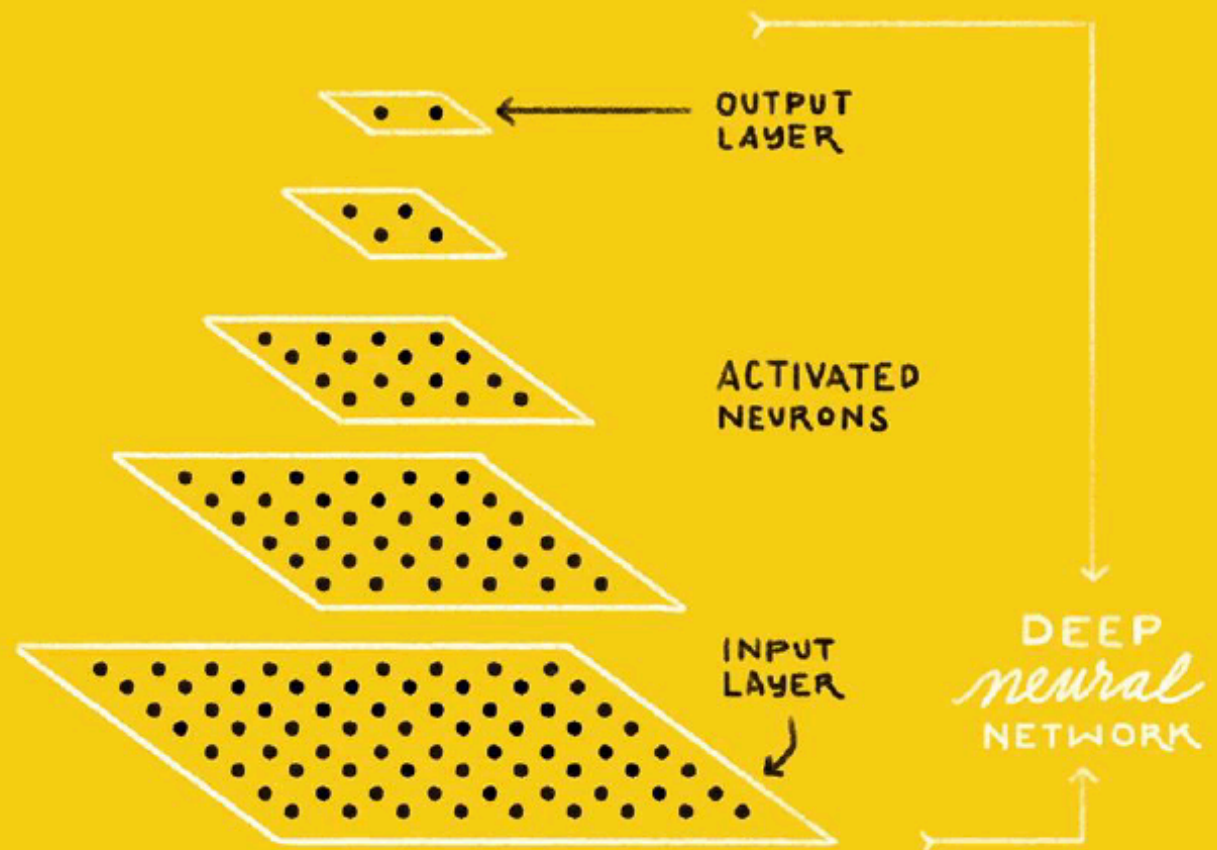 OUTPUT
LAYER
ACTIVATED
NEURONS
INPUT
LAYER
DEEP
neural
NETWORK